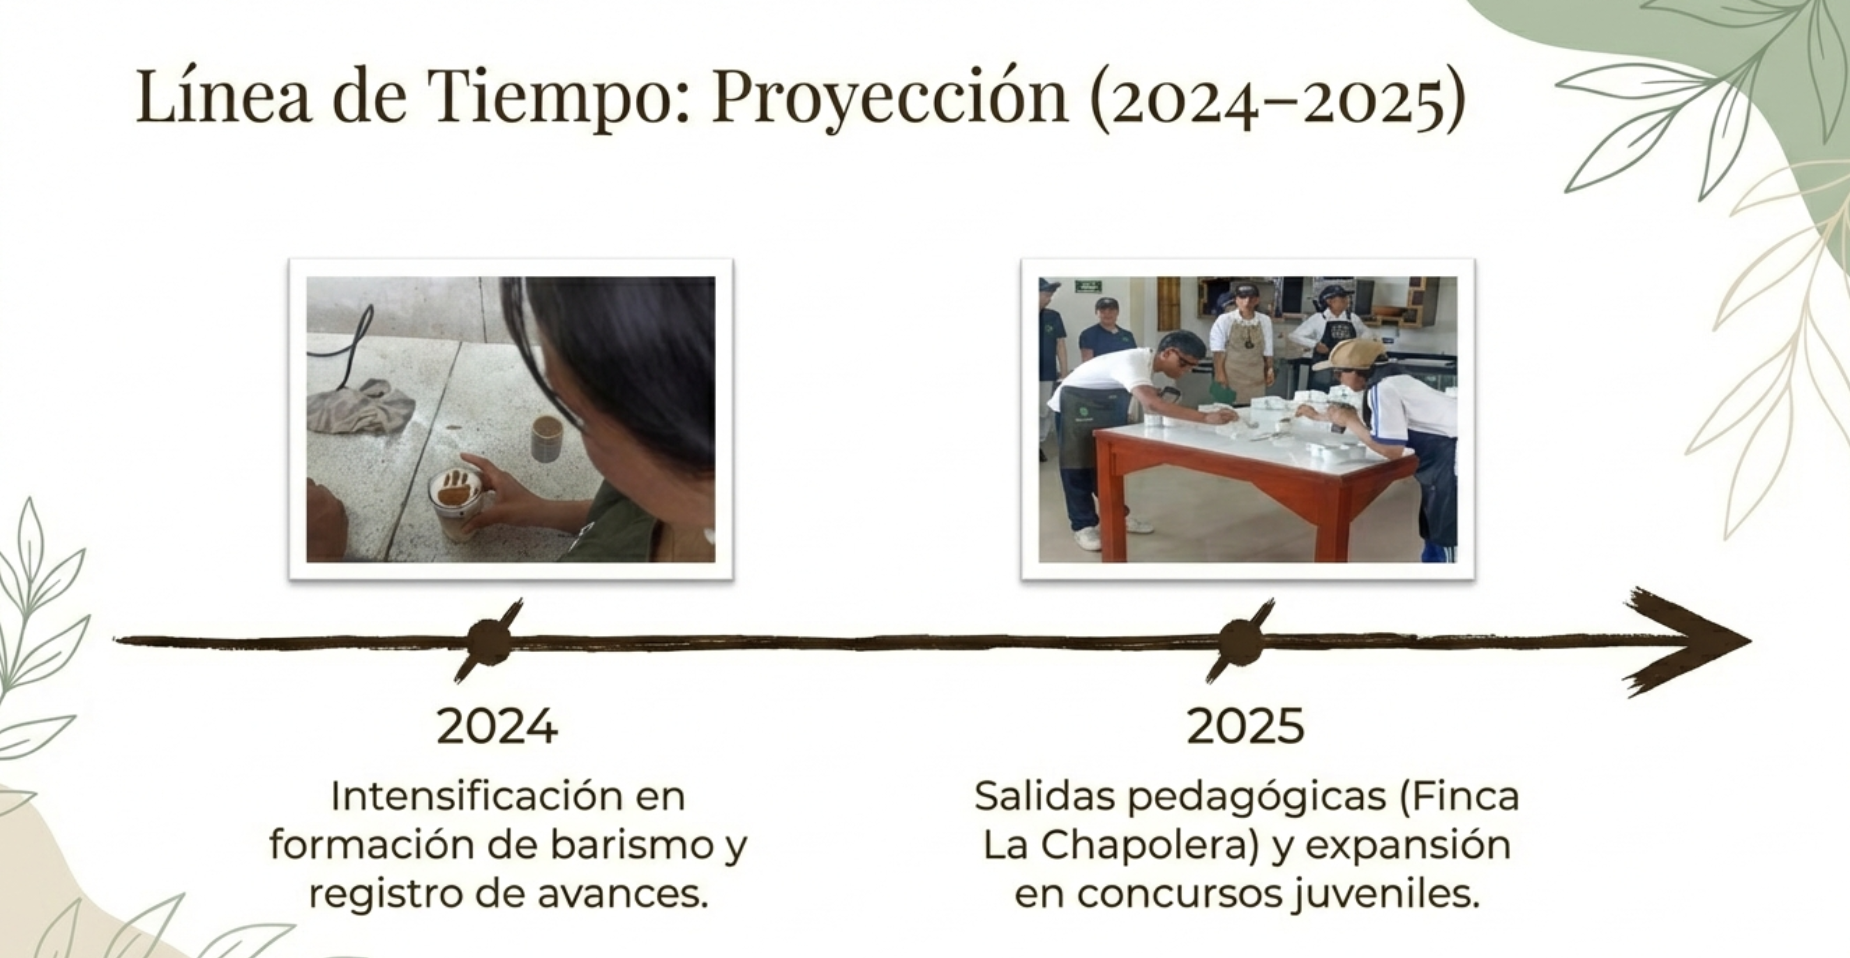 Línea de Tiempo: Proyección (2024–2025)
2024
Intensificación en
formación de barismo y
registro de avances.
2025
Salidas pedagógicas (Finca
La Chapolera) y expansión
en concursos juveniles.